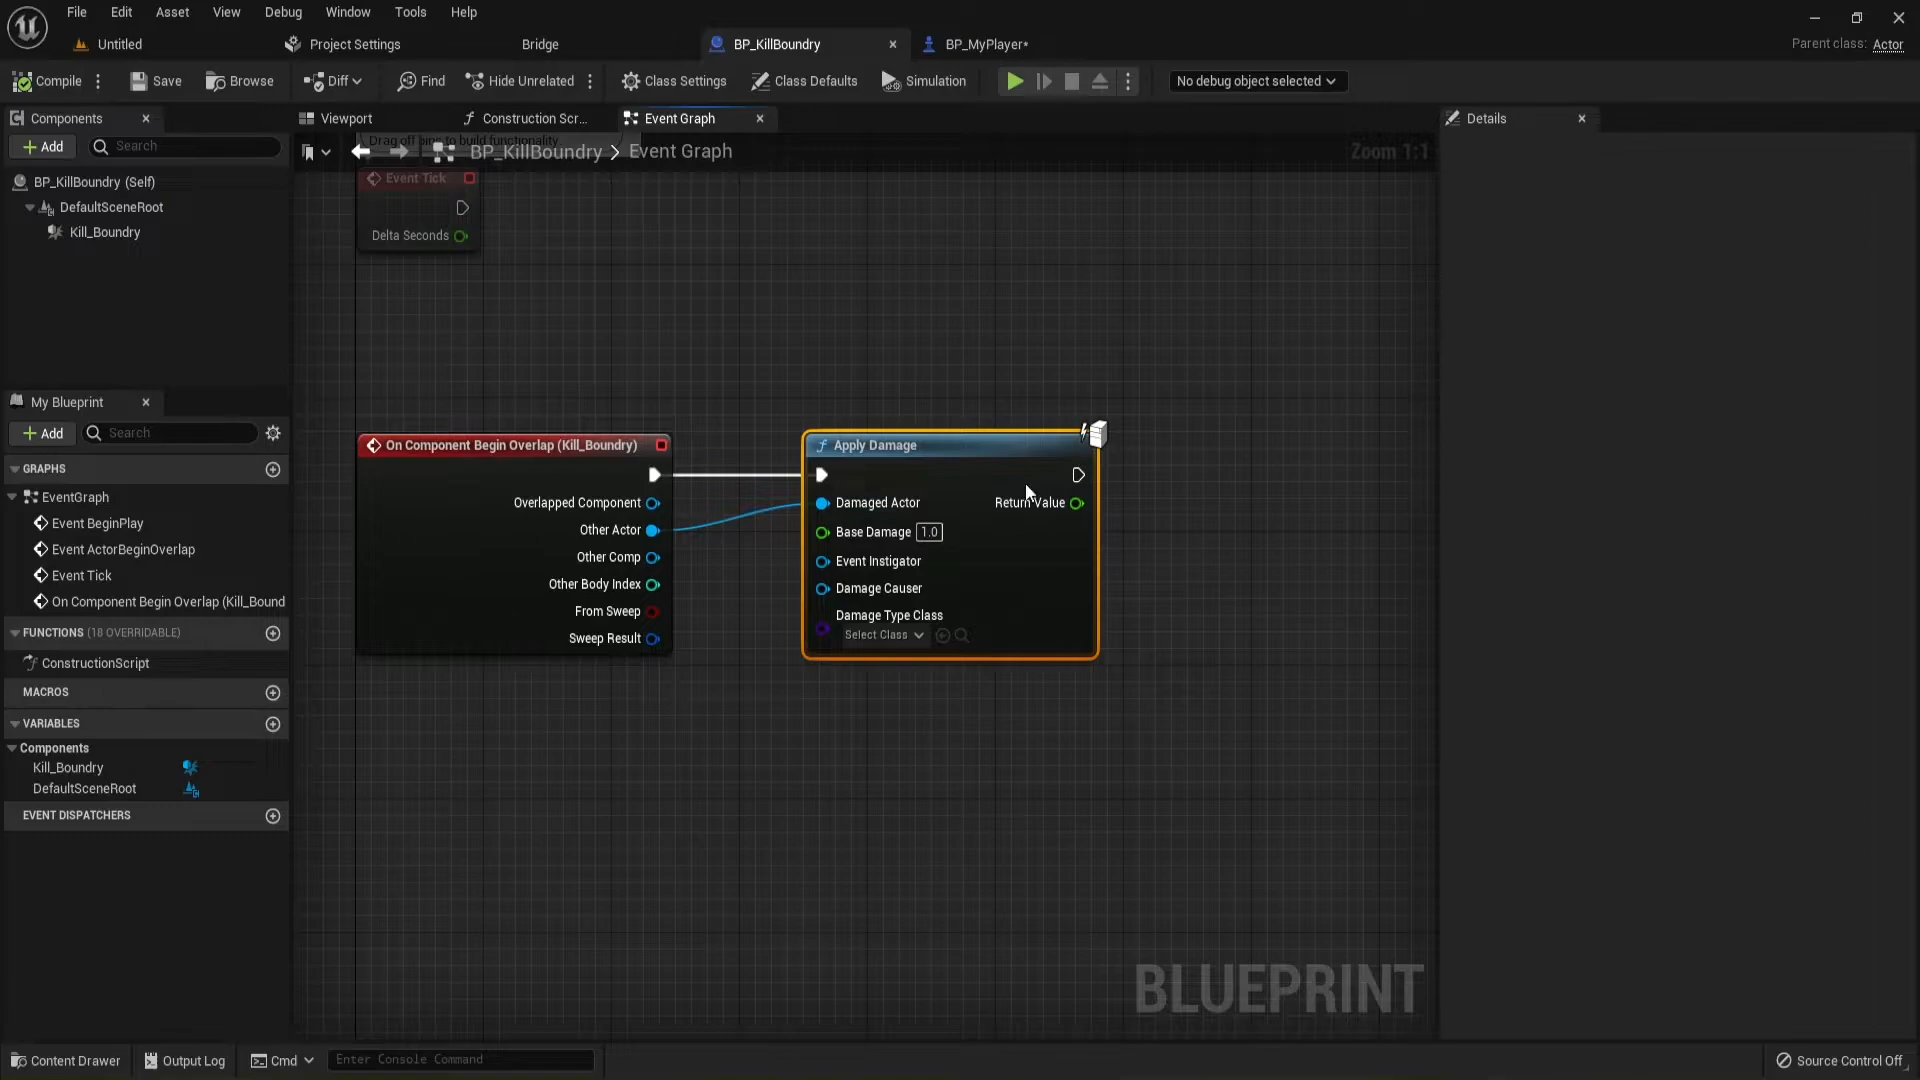 File Edit Asset View Debug Window Tools Help
Untitled Project Settings Bridge BP_KillBoundry BP_MyPlayer* Parent class: Actor
Compile Save Browse Diff Find Hide Unrelated Class Settings Class Defaults Simulation No debug object selected
Components Viewport Construction Scr... Event Graph Details
Add Search
Drag off pins to build functionality.
BP_KillBoundry > Event Graph Zoom 1:1
BP_KillBoundry (Self)
DefaultSceneRoot
Kill_Boundry
Event Tick
Delta Seconds
My Blueprint
Add Search
GRAPHS
EventGraph
Event BeginPlay
Event ActorBeginOverlap
Event Tick
On Component Begin Overlap (Kill_Bound
FUNCTIONS (18 OVERRIDABLE)
ConstructionScript
MACROS
VARIABLES
Components
Kill_Boundry
DefaultSceneRoot
EVENT DISPATCHERS
On Component Begin Overlap (Kill_Boundry)
Overlapped Component
Other Actor
Other Comp
Other Body Index
From Sweep
Sweep Result
Apply Damage
Damaged Actor Return Value
Base Damage 1.0
Event Instigator
Damage Causer
Damage Type Class
Select Class
BLUEPRINT
Content Drawer Output Log Cmd Enter Console Command Source Control Off